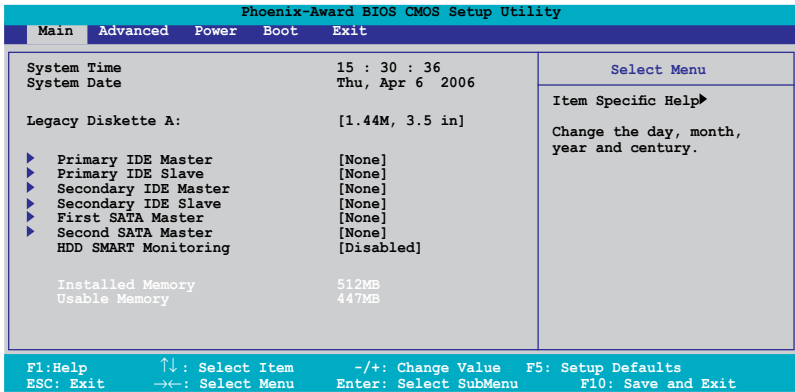 Phoenix-Award BIOS CMOS Setup Utility
Main Advanced Power Boot Exit
System Time 15 : 30 : 36
System Date Thu, Apr 6 2006
Legacy Diskette A: [1.44M, 3.5 in]
Primary IDE Master [None]
Primary IDE Slave [None]
Secondary IDE Master [None]
Secondary IDE Slave [None]
First SATA Master [None]
Second SATA Master [None]
HDD SMART Monitoring [Disabled]
Installed Memory 512MB
Usable Memory 447MB
Select Menu
Item Specific Help
Change the day, month,
year and century.
F1:Help ↑↓: Select Item -/+: Change Value F5: Setup Defaults
ESC: Exit →←: Select Menu Enter: Select SubMenu F10: Save and Exit